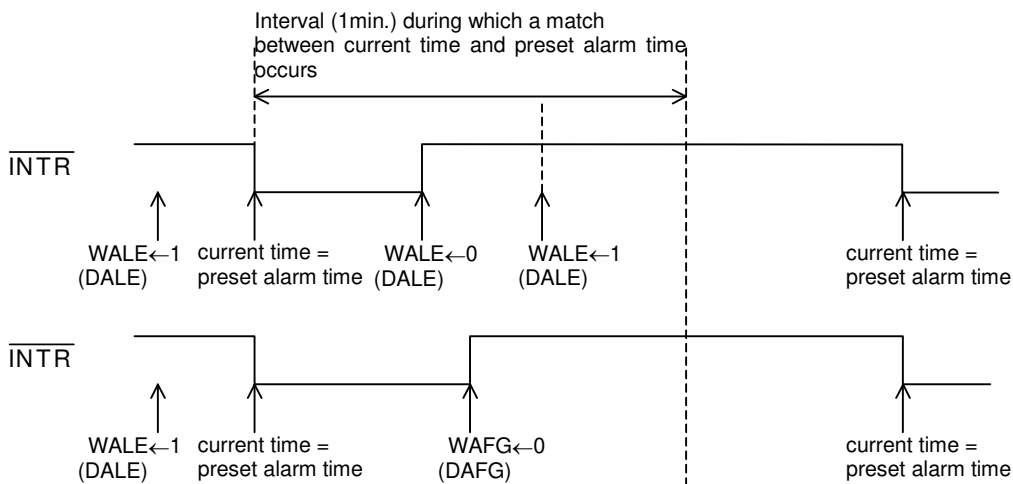 Interval (1min.) during which a match
between current time and preset alarm time
occurs
INTR
WALE←1 current time = WALE←0 WALE←1 current time =
(DALE) preset alarm time (DALE) (DALE) preset alarm time
INTR
WALE←1 current time = WAFG←0 current time =
(DALE) preset alarm time (DAFG) preset alarm time